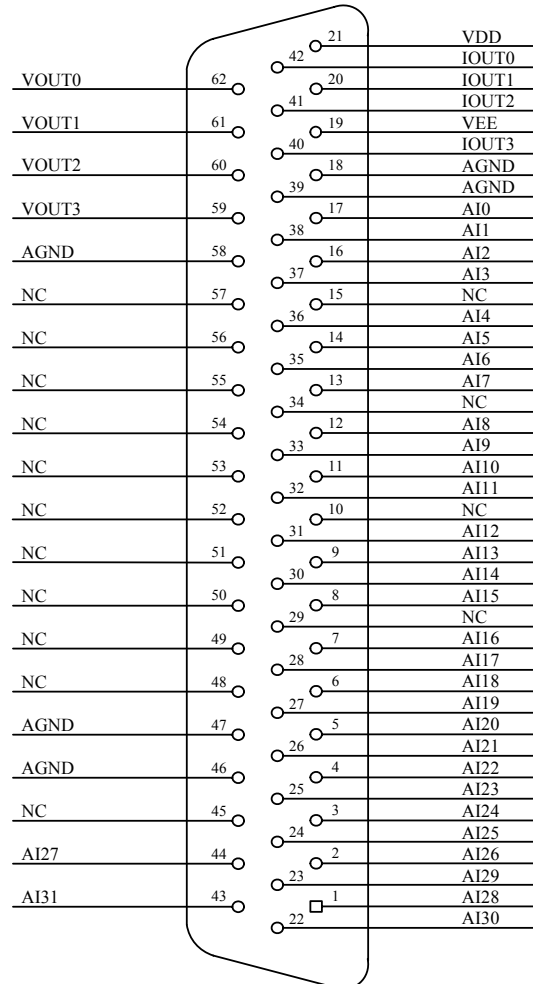 21 VDD
42 IOUT0
VOUT0 62 20 IOUT1
41 IOUT2
VOUT1 61 19 VEE
40 IOUT3
VOUT2 60 18 AGND
39 AGND
VOUT3 59 17 AI0
38 AI1
AGND 58 16 AI2
37 AI3
NC 57 15 NC
36 AI4
NC 56 14 AI5
35 AI6
NC 55 13 AI7
34 NC
NC 54 12 AI8
33 AI9
NC 53 11 AI10
32 AI11
NC 52 10 NC
31 AI12
NC 51 9 AI13
30 AI14
NC 50 8 AI15
29 NC
NC 49 7 AI16
28 AI17
NC 48 6 AI18
27 AI19
AGND 47 5 AI20
26 AI21
AGND 46 4 AI22
25 AI23
NC 45 3 AI24
24 AI25
AI27 44 2 AI26
23 AI29
AI31 43 1 AI28
22 AI30